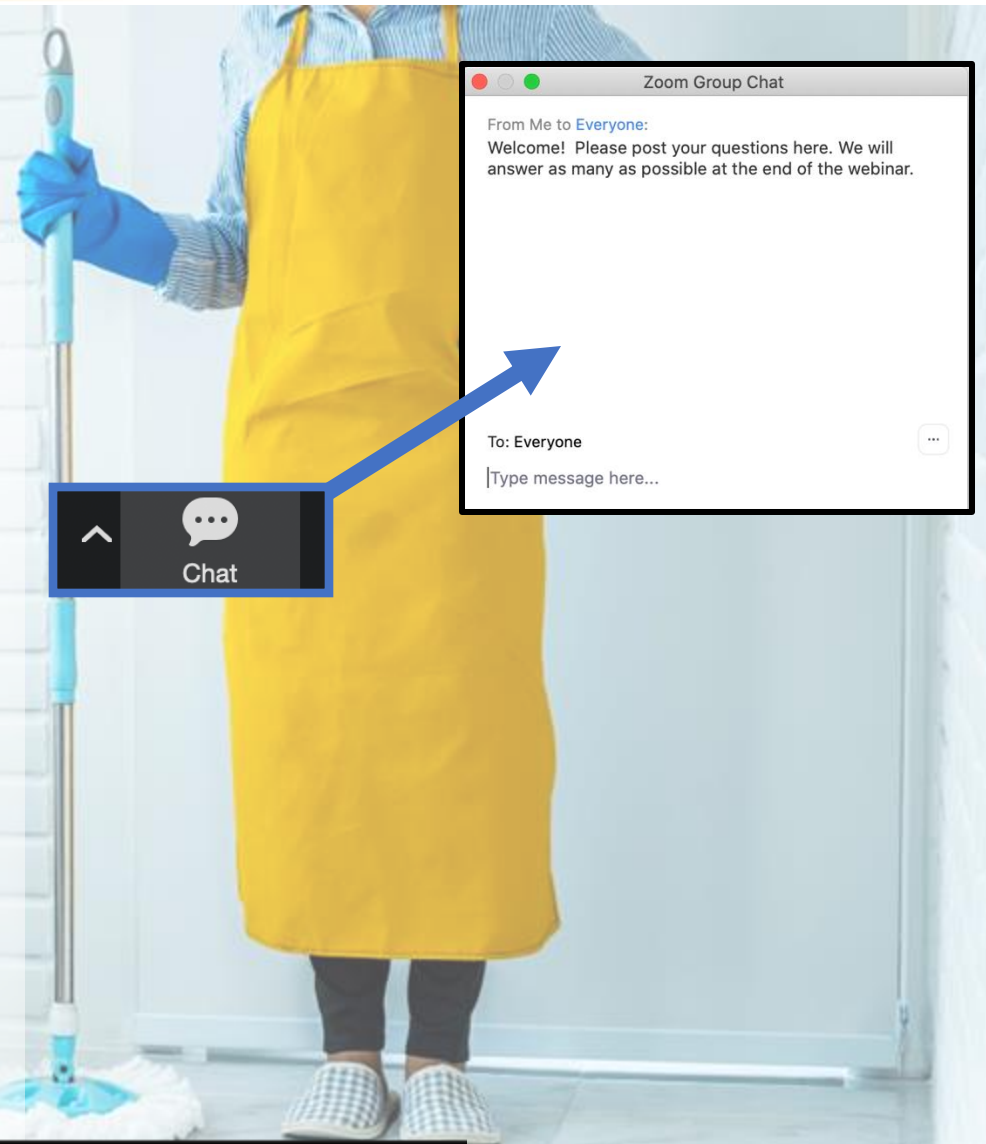 Zoom Group Chat
From Me to Everyone:
Welcome!  Please post your questions here. We will
answer as many as possible at the end of the webinar.
To: Everyone
Type message here...
Chat